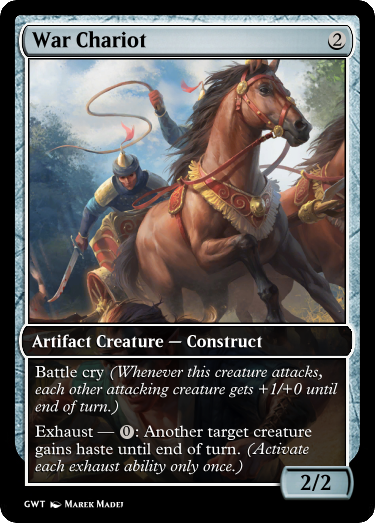 War Chariot 2
Artifact Creature — Construct
Battle cry (Whenever this creature attacks,
each other attacking creature gets +1/+0 until
end of turn.)
Exhaust — 0: Another target creature
gains haste until end of turn. (Activate
each exhaust ability only once.)
2/2
GWT Marek Madej